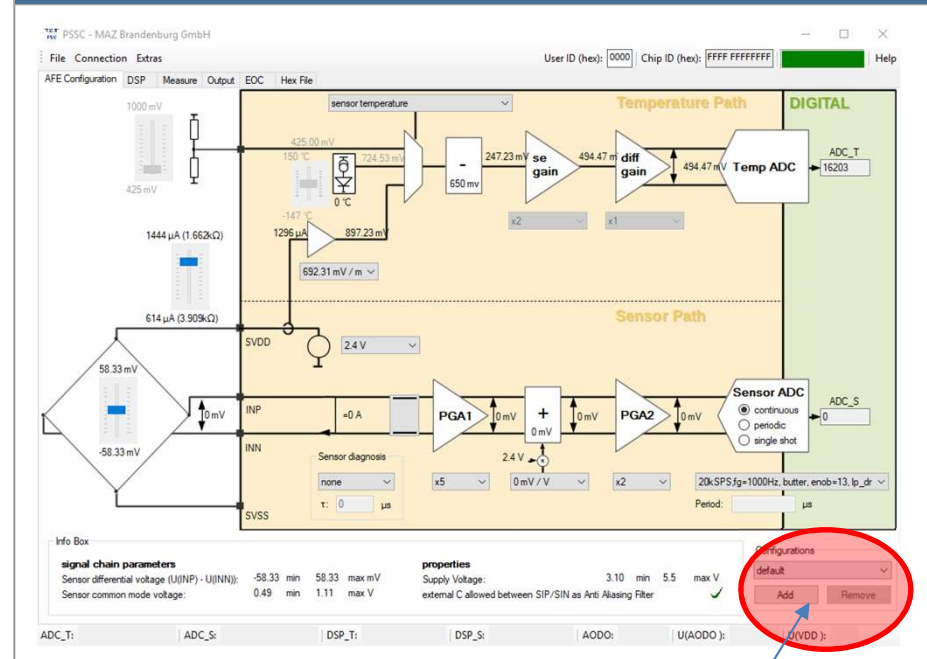 PSSC - MAZ Brandenburg GmbH
File Connection Extras
User ID (hex): 0000 Chip ID (hex): FFFF FFFFFFFF Help
AFE Configuration DSP Measure Output EOC Hex File
1000 mV
425 mV
sensor temperature
Temperature Path
DIGITAL
425.00 mV
150 °C
724.53 mV
0 °C
-147 °C
-
650 mv
247.23 mV
se gain
494.47 m
diff gain
494.47 mV
Temp ADC
ADC_T
16203
x2
x1
1296 µA
897.23 mV
692.31 mV / m
1444 µA (1.662kΩ)
614 µA (3.909kΩ)
Sensor Path
SVDD
2.4 V
58.33 mV
-58.33 mV
0 mV
INP
INN
=0 A
PGA1
0 mV
+
0 mV
0 mV
PGA2
0 mV
Sensor ADC
continuous
periodic
single shot
ADC_S
0
2.4 V
x
Sensor diagnosis
none
τ: 0 µs
x5
0 mV / V
x2
20kSPS,fg=1000Hz, butter, enob=13, lp_dr
Period: µs
SVSS
Info Box
signal chain parameters
Sensor differential voltage (U(INP) - U(INN)): -58.33 min 58.33 max mV
Sensor common mode voltage: 0.49 min 1.11 max V
properties
Supply Voltage: 3.10 min 5.5 max V
external C allowed between SIP/SIN as Anti Aliasing Filter
Configurations
default
Add Remove
ADC_T: ADC_S: DSP_T: DSP_S: AODO: U(AODO ): U(VDD ):